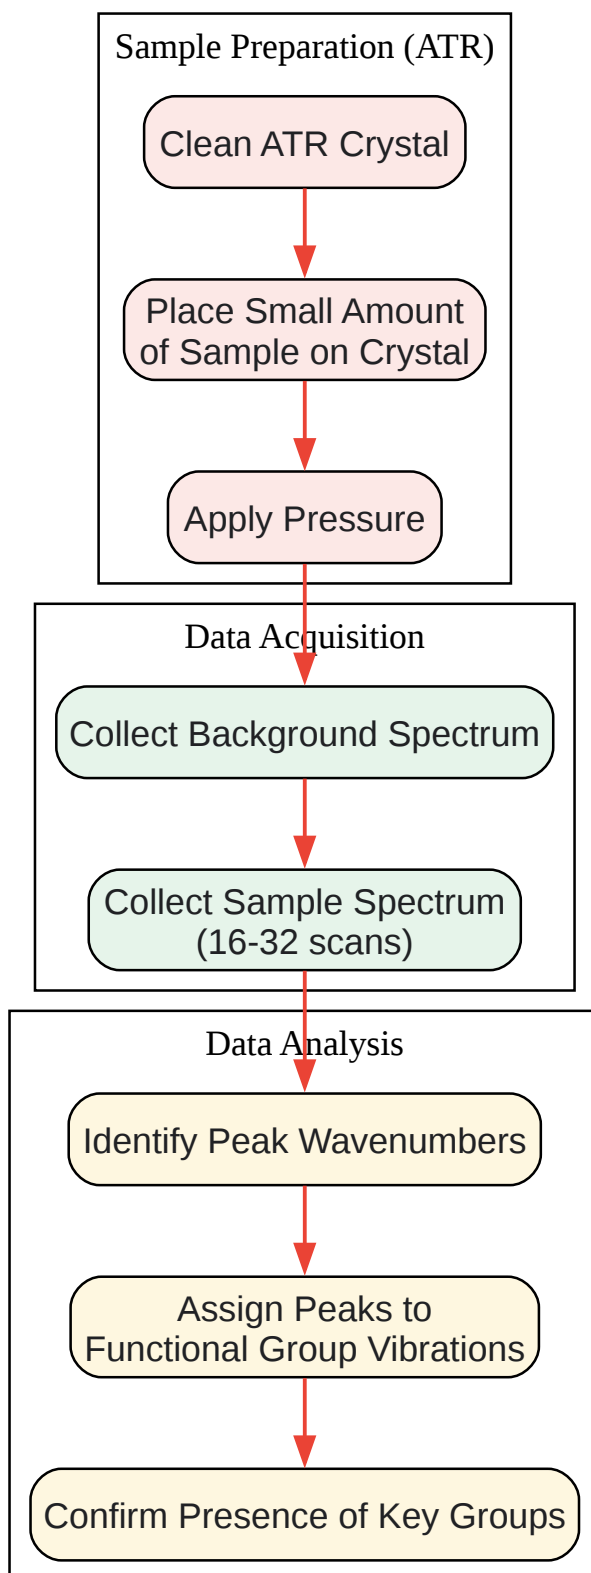 Sample Preparation (ATR)
Clean ATR Crystal
Place Small Amount
of Sample on Crystal
Apply Pressure
Data Acquisition
Collect Background Spectrum
Collect Sample Spectrum
(16-32 scans)
Data Analysis
Identify Peak Wavenumbers
Assign Peaks to
Functional Group Vibrations
Confirm Presence of Key Groups